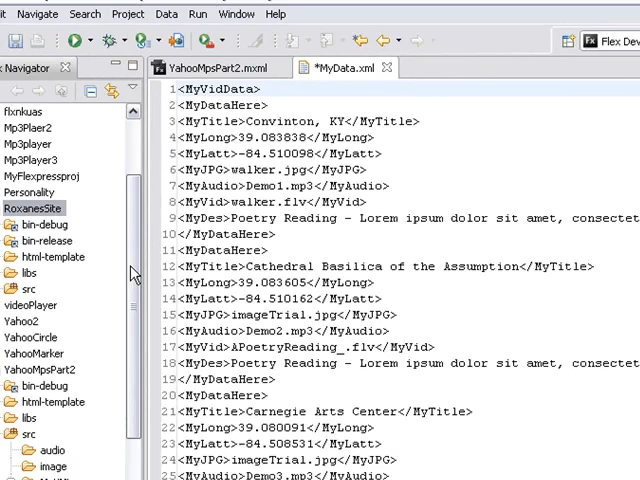 it Navigate Search Project Data Run Window Help
Flex Dev
x Navigator
YahooMpsPart2.mxml
*MyData.xml
flxnkuas
Mp3Plaer2
Mp3player
Mp3Player3
MyFlexpressproj
Personality
RoxanesSite
bin-debug
bin-release
html-template
libs
src
videoPlayer
Yahoo2
YahooCircle
YahooMarker
YahooMpsPart2
bin-debug
html-template
libs
src
audio
image
1 <MyVidData>
2 <MyDataHere>
3 <MyTitle>Convinton, KY</MyTitle>
4 <MyLong>39.083838</MyLong>
5 <MyLatt>-84.510098</MyLatt>
6 <MyJPG>walker.jpg</MyJPG>
7 <MyAudio>Demo1.mp3</MyAudio>
8 <MyVid>walker.flv</MyVid>
9 <MyDes>Poetry Reading - Lorem ipsum dolor sit amet, consectet
10 </MyDataHere>
11 <MyDataHere>
12 <MyTitle>Cathedral Basilica of the Assumption</MyTitle>
13 <MyLong>39.083605</MyLong>
14 <MyLatt>-84.510162</MyLatt>
15 <MyJPG>imageTrial.jpg</MyJPG>
16 <MyAudio>Demo2.mp3</MyAudio>
17 <MyVid>APoetryReading_.flv</MyVid>
18 <MyDes>Poetry Reading - Lorem ipsum dolor sit amet, consectet
19 </MyDataHere>
20 <MyDataHere>
21 <MyTitle>Carnegie Arts Center</MyTitle>
22 <MyLong>39.080091</MyLong>
23 <MyLatt>-84.508531</MyLatt>
24 <MyJPG>imageTrial.jpg</MyJPG>
25 <MyAudio>Demo3.mp3</MyAudio>